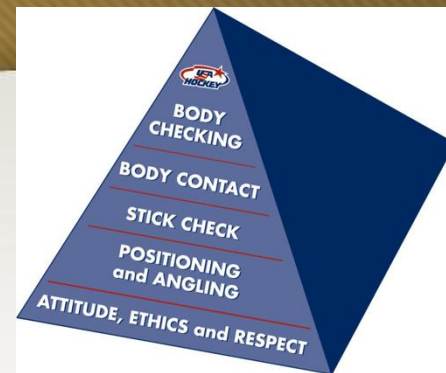 USA
HOCKEY
BODY
CHECKING
BODY CONTACT
STICK CHECK
POSITIONING
and ANGLING
ATTITUDE, ETHICS and RESPECT